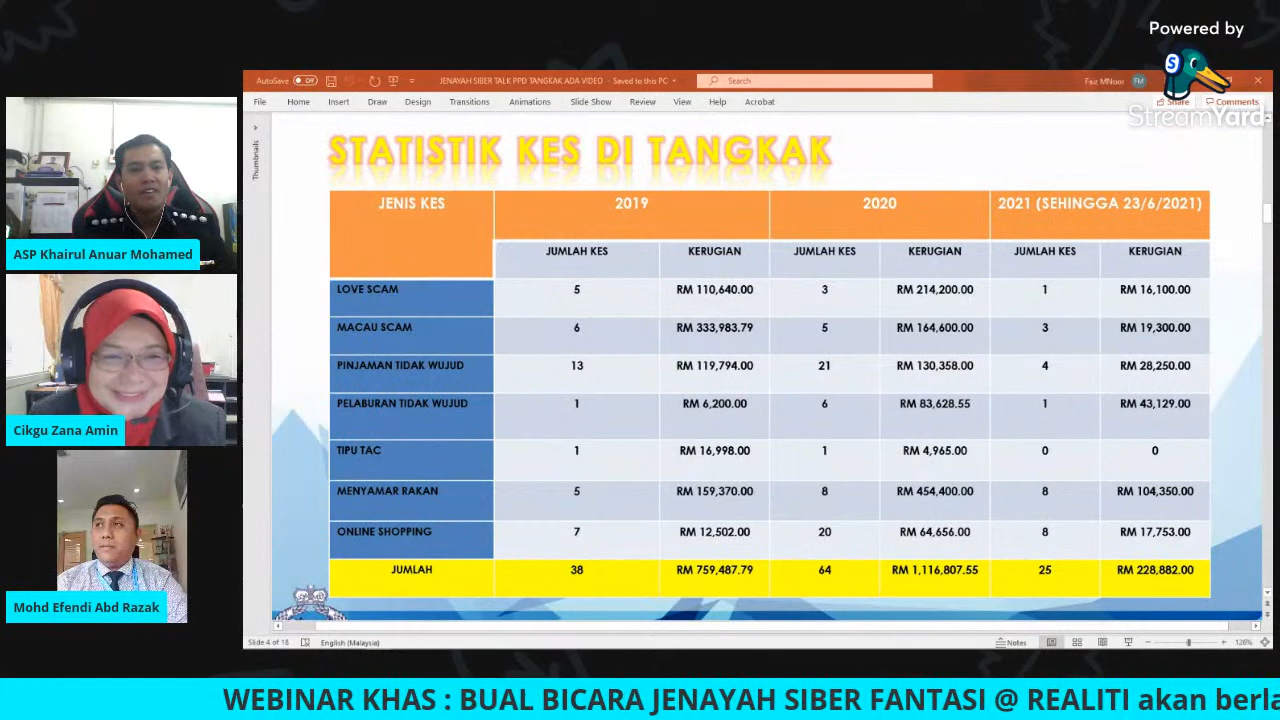 Powered by
S
StreamYard
AutoSave Off JENAYAH SIBER TALK PPD TANGKAK ADA VIDEO - Saved to this PC Search Faiz MNoor FM
File Home Insert Draw Design Transitions Animations Slide Show Review View Help Acrobat Share Comments
Thumbnails
STATISTIK KES DI TANGKAK
JENIS KES 2019 2020 2021 (SEHINGGA 23/6/2021)
JUMLAH KES KERUGIAN JUMLAH KES KERUGIAN JUMLAH KES KERUGIAN
LOVE SCAM 5 RM 110,640.00 3 RM 214,200.00 1 RM 16,100.00
MACAU SCAM 6 RM 333,983.79 5 RM 164,600.00 3 RM 19,300.00
PINJAMAN TIDAK WUJUD 13 RM 119,794.00 21 RM 130,358.00 4 RM 28,250.00
PELABURAN TIDAK WUJUD 1 RM 6,200.00 6 RM 83,628.55 1 RM 43,129.00
TIPU TAC 1 RM 16,998.00 1 RM 4,965.00 0 0
MENYAMAR RAKAN 5 RM 159,370.00 8 RM 454,400.00 8 RM 104,350.00
ONLINE SHOPPING 7 RM 12,502.00 20 RM 64,656.00 8 RM 17,753.00
JUMLAH 38 RM 759,487.79 64 RM 1,116,807.55 25 RM 228,882.00
Slide 4 of 18 English (Malaysia) Notes 126%
ASP Khairul Anuar Mohamed
Cikgu Zana Amin
Mohd Efendi Abd Razak
WEBINAR KHAS : BUAL BICARA JENAYAH SIBER FANTASI @ REALITI akan berla